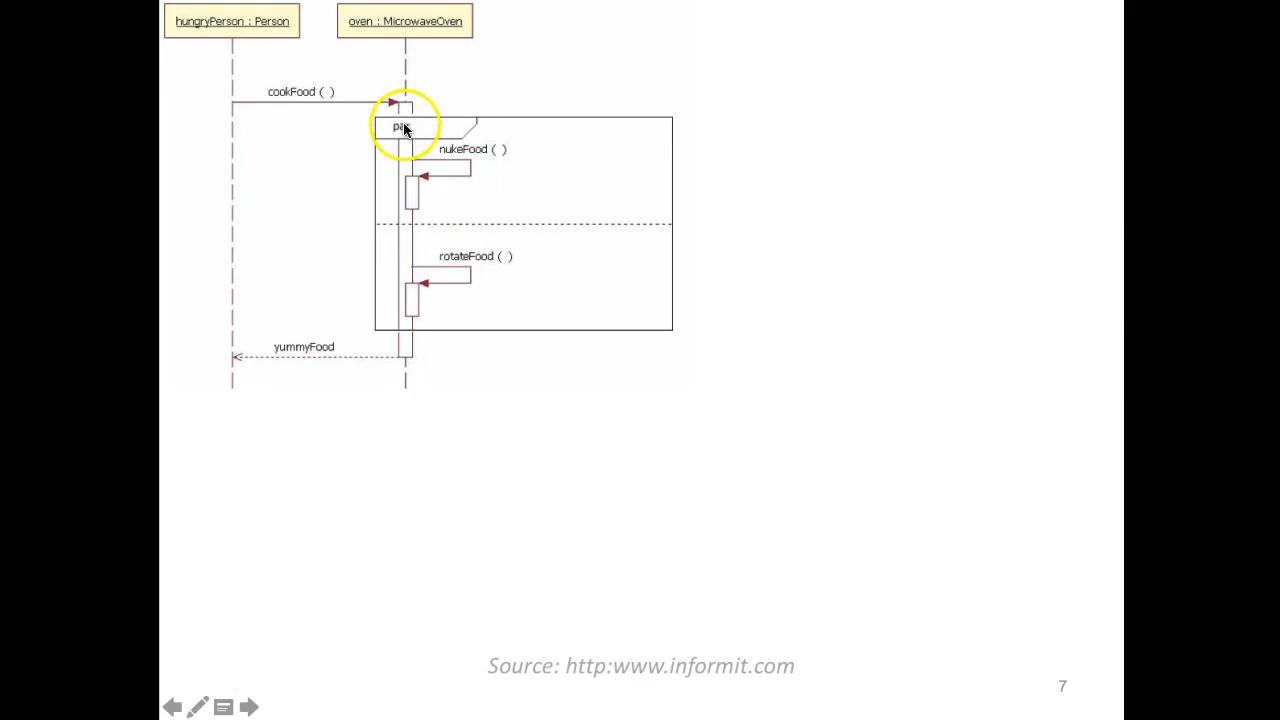 hungryPerson : Person
oven : MicrowaveOven
cookFood ( )
nukeFood ( )
rotateFood ( )
yummyFood
Source: http:www.informit.com
7